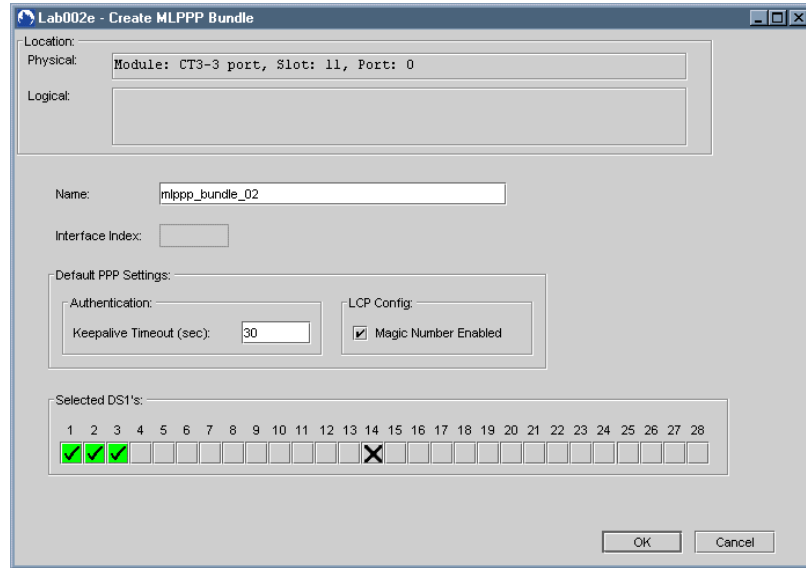 Lab002e - Create MLPPP Bundle
Location:
Physical: Module: CT3-3 port, Slot: 11, Port: 0
Logical:
Name: mlppp_bundle_02
Interface Index:
Default PPP Settings:
Authentication: LCP Config:
Keepalive Timeout (sec): 30 Magic Number Enabled
Selected DS1's:
1 2 3 4 5 6 7 8 9 10 11 12 13 14 15 16 17 18 19 20 21 22 23 24 25 26 27 28
OK Cancel